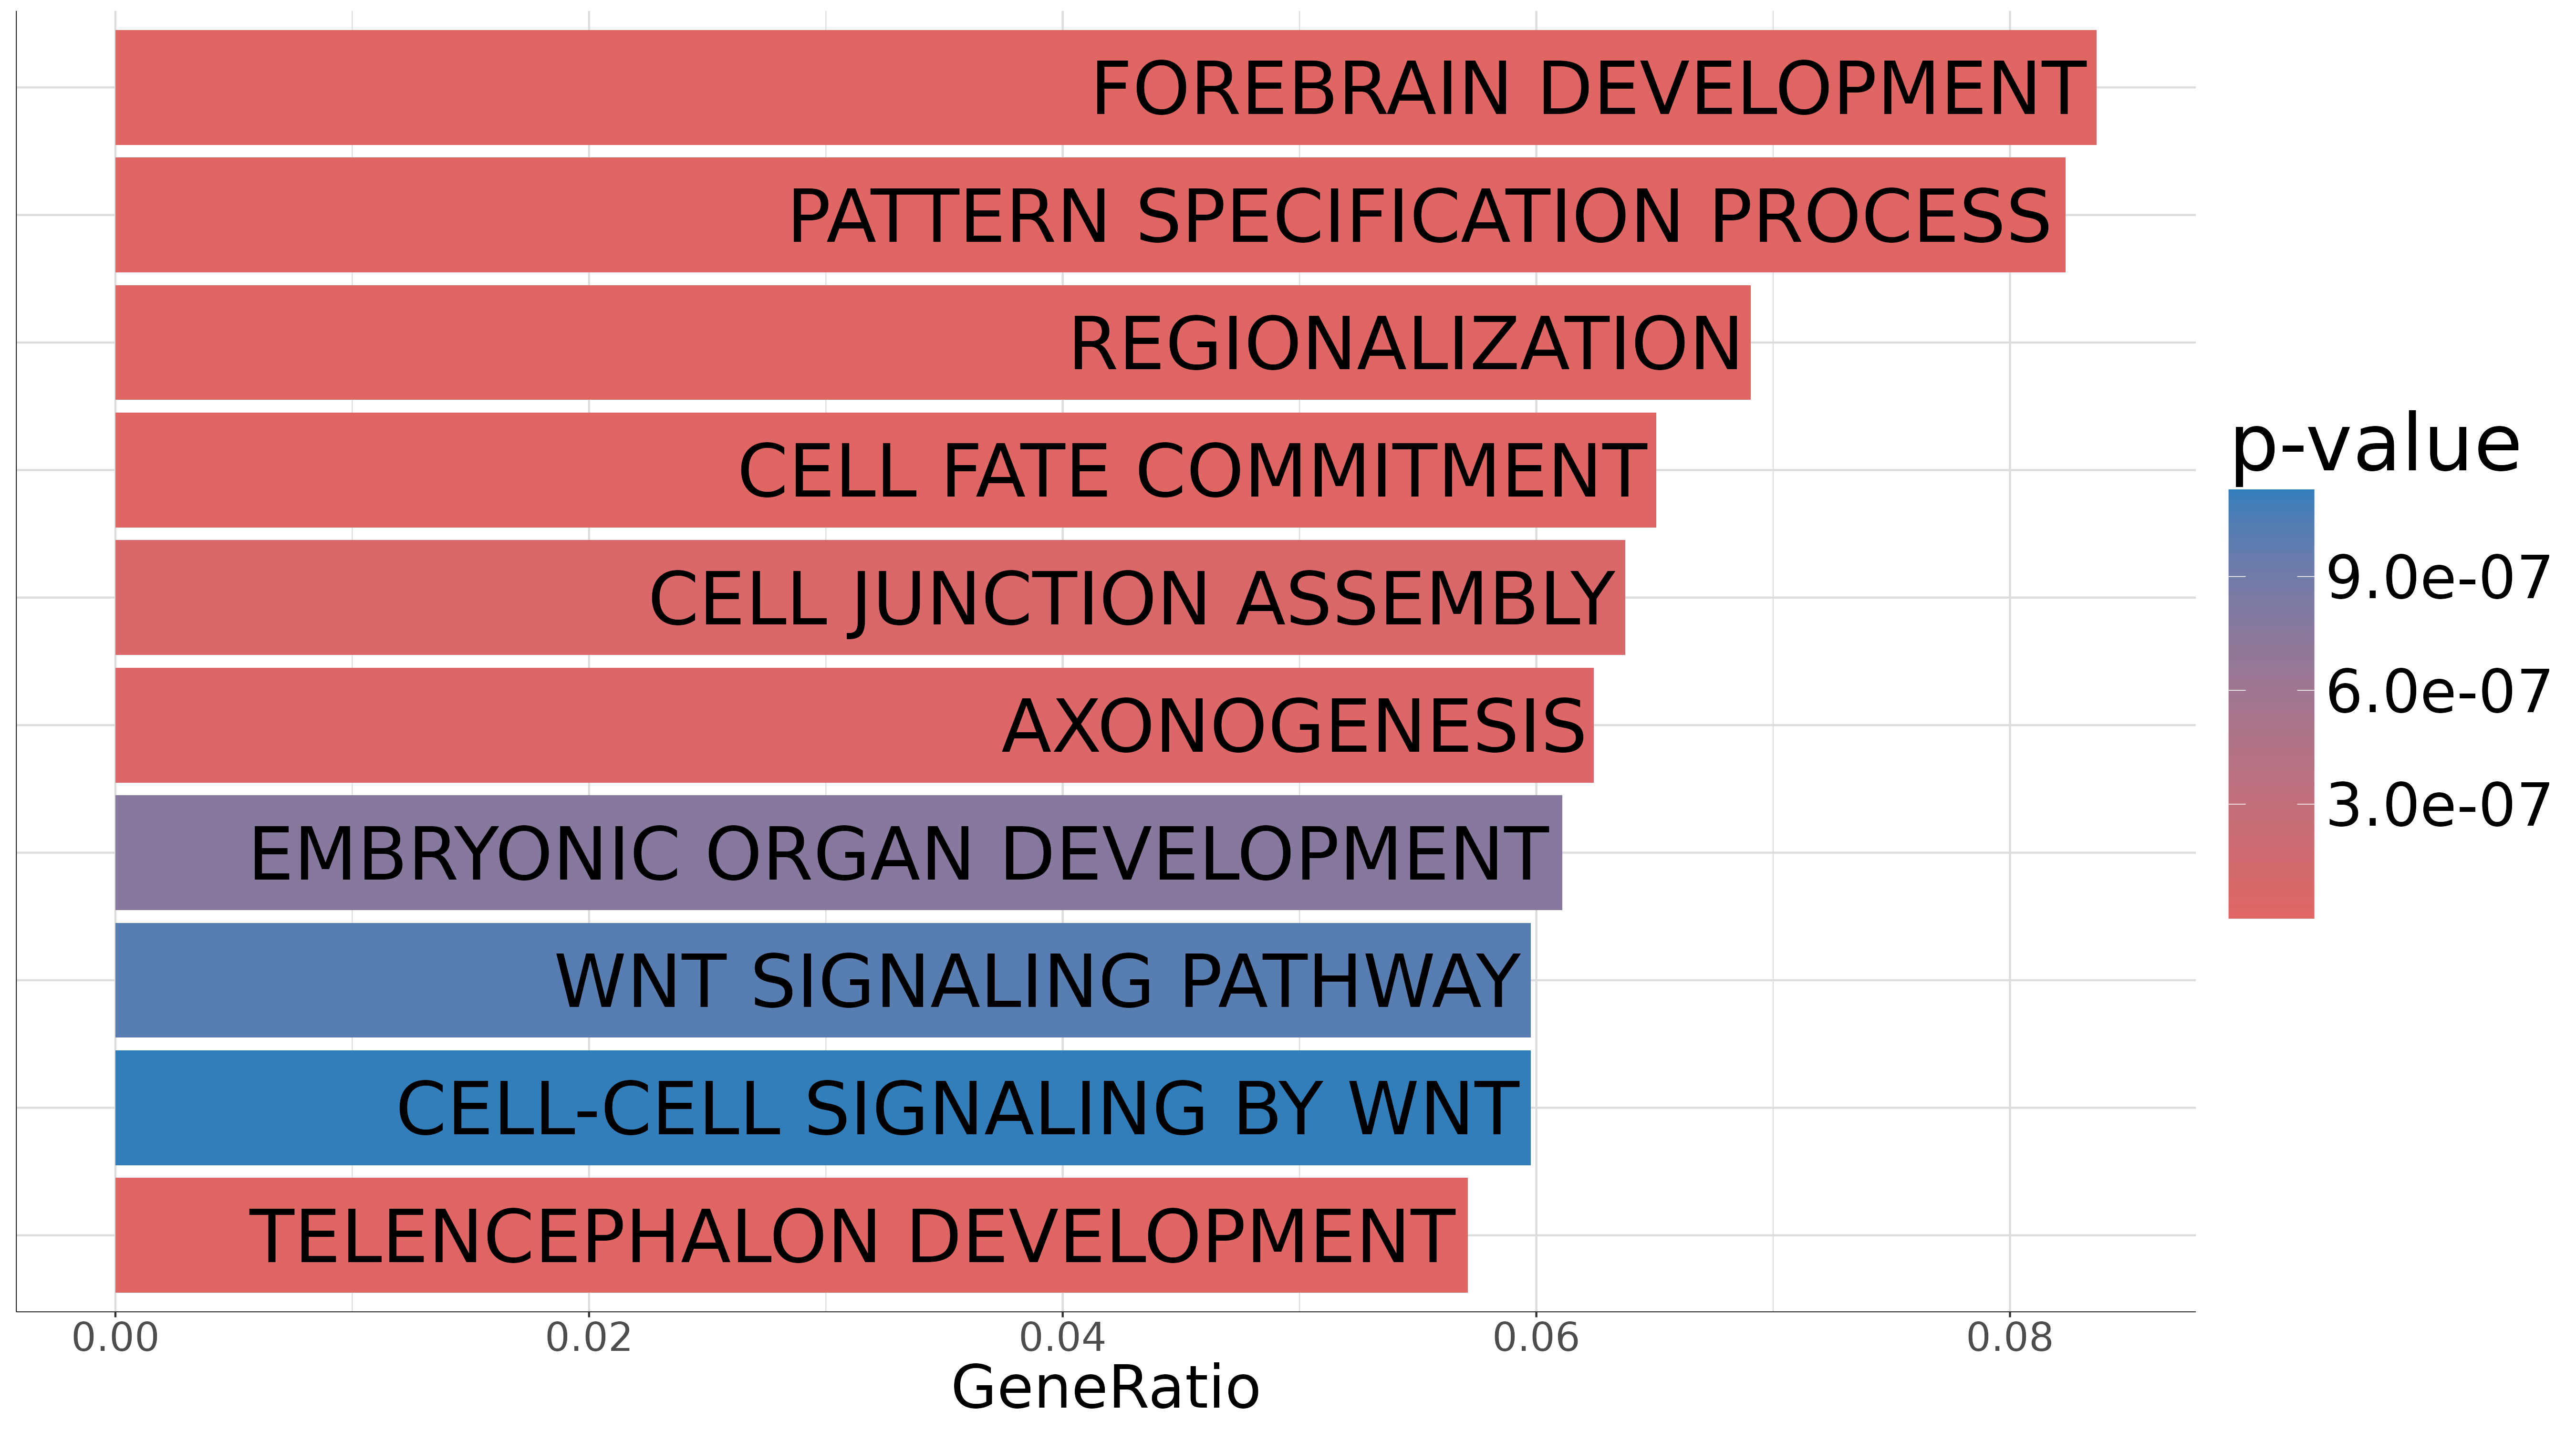 FOREBRAIN DEVELOPMENT
PATTERN SPECIFICATION PROCESS
REGIONALIZATION
CELL FATE COMMITMENT
CELL JUNCTION ASSEMBLY
AXONOGENESIS
EMBRYONIC ORGAN DEVELOPMENT
WNT SIGNALING PATHWAY
CELL-CELL SIGNALING BY WNT
TELENCEPHALON DEVELOPMENT
0.00 0.02 0.04 0.06 0.08
GeneRatio
p-value
9.0e-07
6.0e-07
3.0e-07